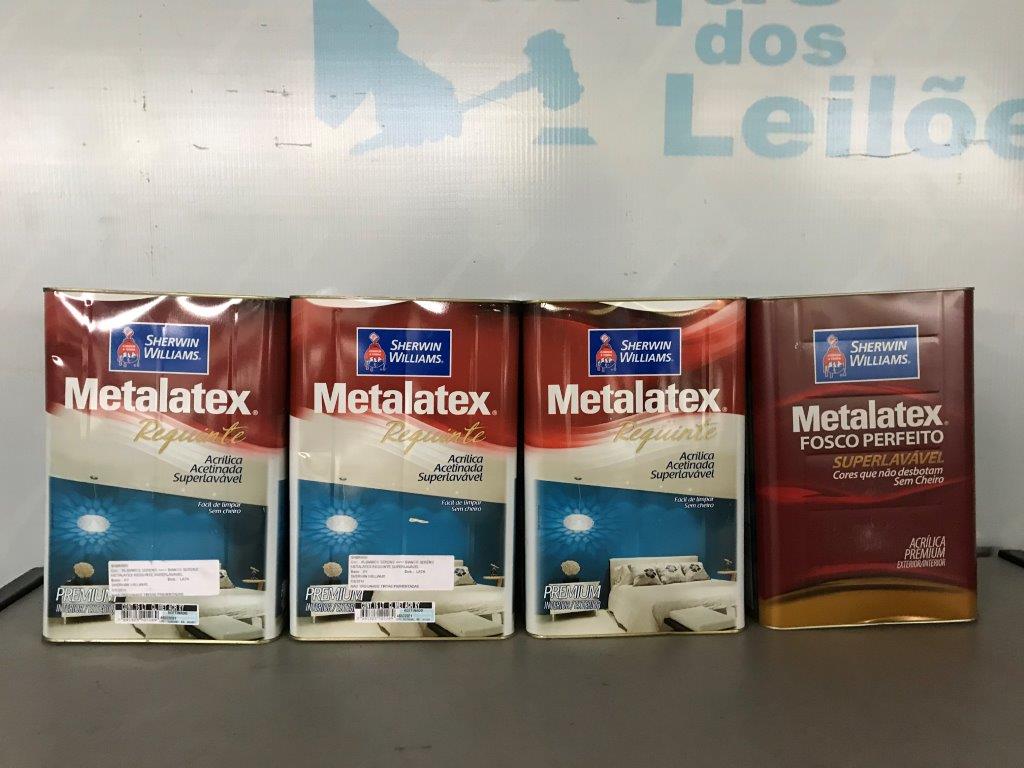 dos
Leilõe
SHERWIN
WILLIAMS.
Metalatex®
Requinte
Acrílica
Acetinada
Superlavável
Fácil de limpar
Sem cheiro
PREMIUM
SHERWIN
WILLIAMS.
Metalatex®
Requinte
Acrílica
Acetinada
Superlavável
Fácil de limpar
Sem cheiro
PREMIUM
SHERWIN
WILLIAMS.
Metalatex®
Requinte
Acrílica
Acetinada
Superlavável
Fácil de limpar
Sem cheiro
PREMIUM
SHERWIN
WILLIAMS.
Metalatex®
FOSCO PERFEITO
SUPERLAVÁVEL
Cores que não desbotam
Sem Cheiro
ACRÍLICA
PREMIUM
EXTERIOR/INTERIOR